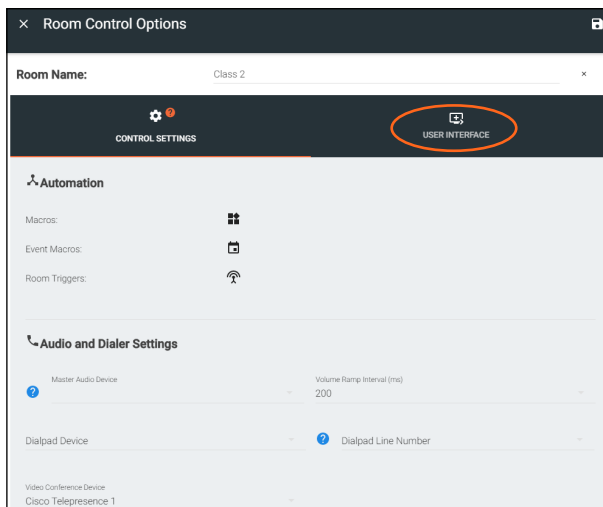 × Room Control Options
Room Name: Class 2 ×
?
CONTROL SETTINGS
USER INTERFACE
Automation
Macros:
Event Macros:
Room Triggers:
Audio and Dialer Settings
Master Audio Device Volume Ramp Interval (ms)
? 200
Dialpad Device ? Dialpad Line Number
Video Conference Device
Cisco Telepresence 1